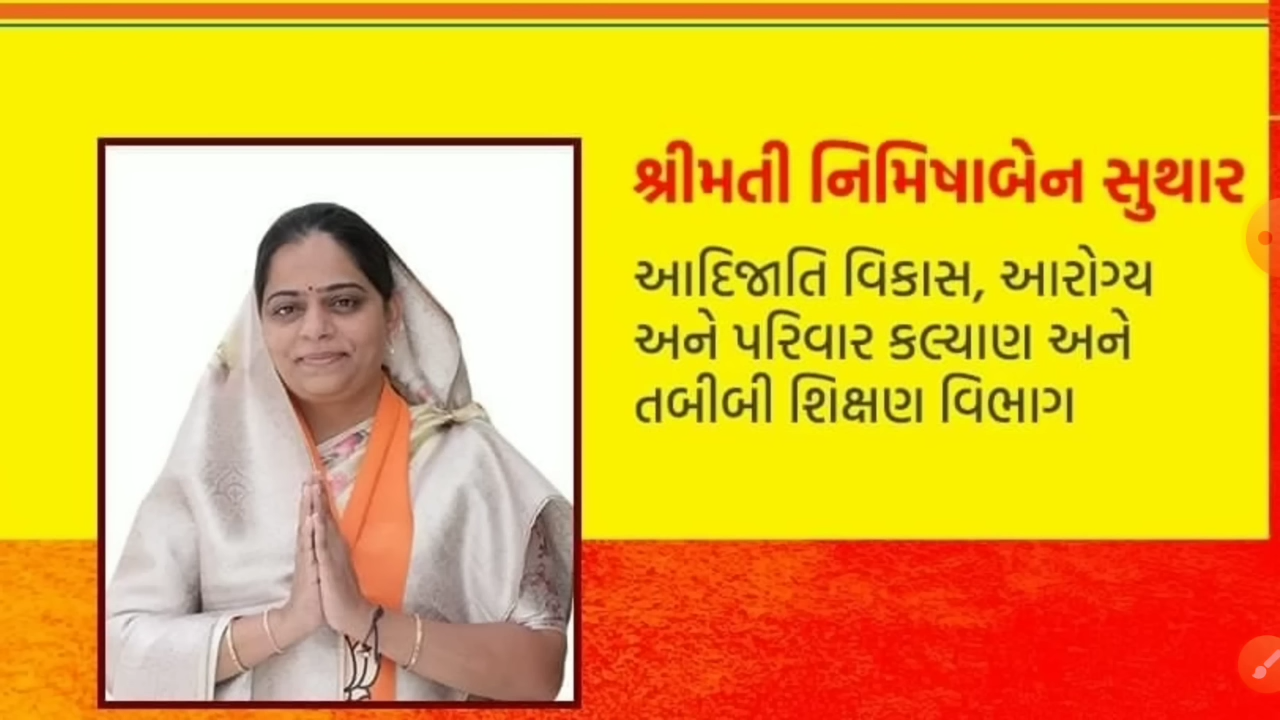 શ્રીમતી નિમિષાબેન સુથાર
આદિજાતિ વિકાસ, આરોગ્ય
અને પરિવાર કલ્યાણ અને
તબીબી શિક્ષણ વિભાગ